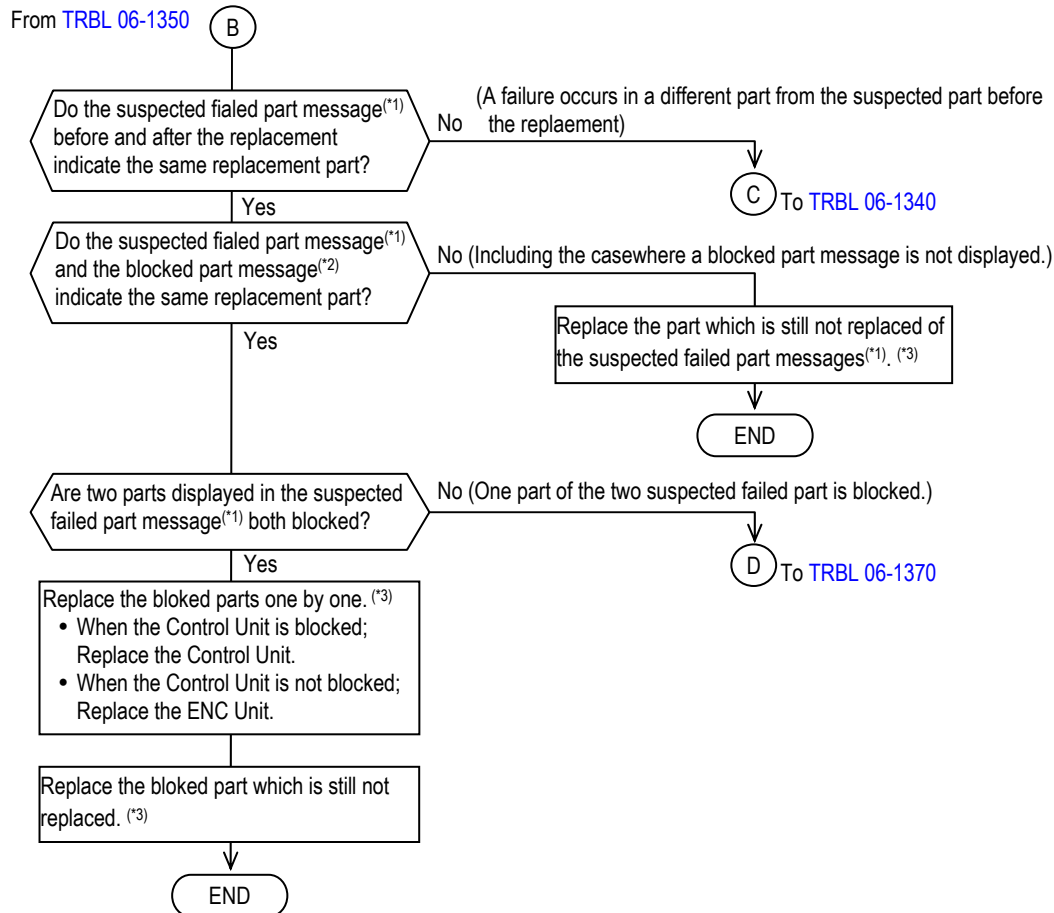 From TRBL 06-1350
B
Do the suspected fialed part message(*1)
before and after the replacement
indicate the same replacement part?
(A failure occurs in a different part from the suspected part before
No
the replaement)
C
To TRBL 06-1340
Yes
Do the suspected fialed part message(*1)
and the blocked part message(*2)
indicate the same replacement part?
No (Including the casewhere a blocked part message is not displayed.)
Replace the part which is still not replaced of
the suspected failed part messages(*1). (*3)
END
Yes
Are two parts displayed in the suspected
failed part message(*1) both blocked?
No (One part of the two suspected failed part is blocked.)
D
To TRBL 06-1370
Yes
Replace the bloked parts one by one. (*3)
• When the Control Unit is blocked;
Replace the Control Unit.
• When the Control Unit is not blocked;
Replace the ENC Unit.
Replace the bloked part which is still not
replaced. (*3)
END